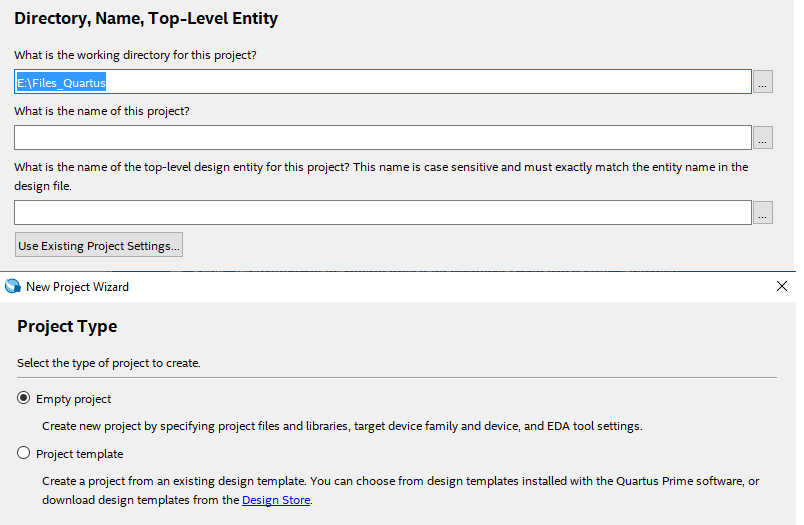 Directory, Name, Top-Level Entity
What is the working directory for this project?
E:\Files_Quartus
...
What is the name of this project?
...
What is the name of the top-level design entity for this project? This name is case sensitive and must exactly match the entity name in the
design file.
...
Use Existing Project Settings...
New Project Wizard
Project Type
Select the type of project to create.
Empty project
Create new project by specifying project files and libraries, target device family and device, and EDA tool settings.
Project template
Create a project from an existing design template. You can choose from design templates installed with the Quartus Prime software, or
download design templates from the Design Store.